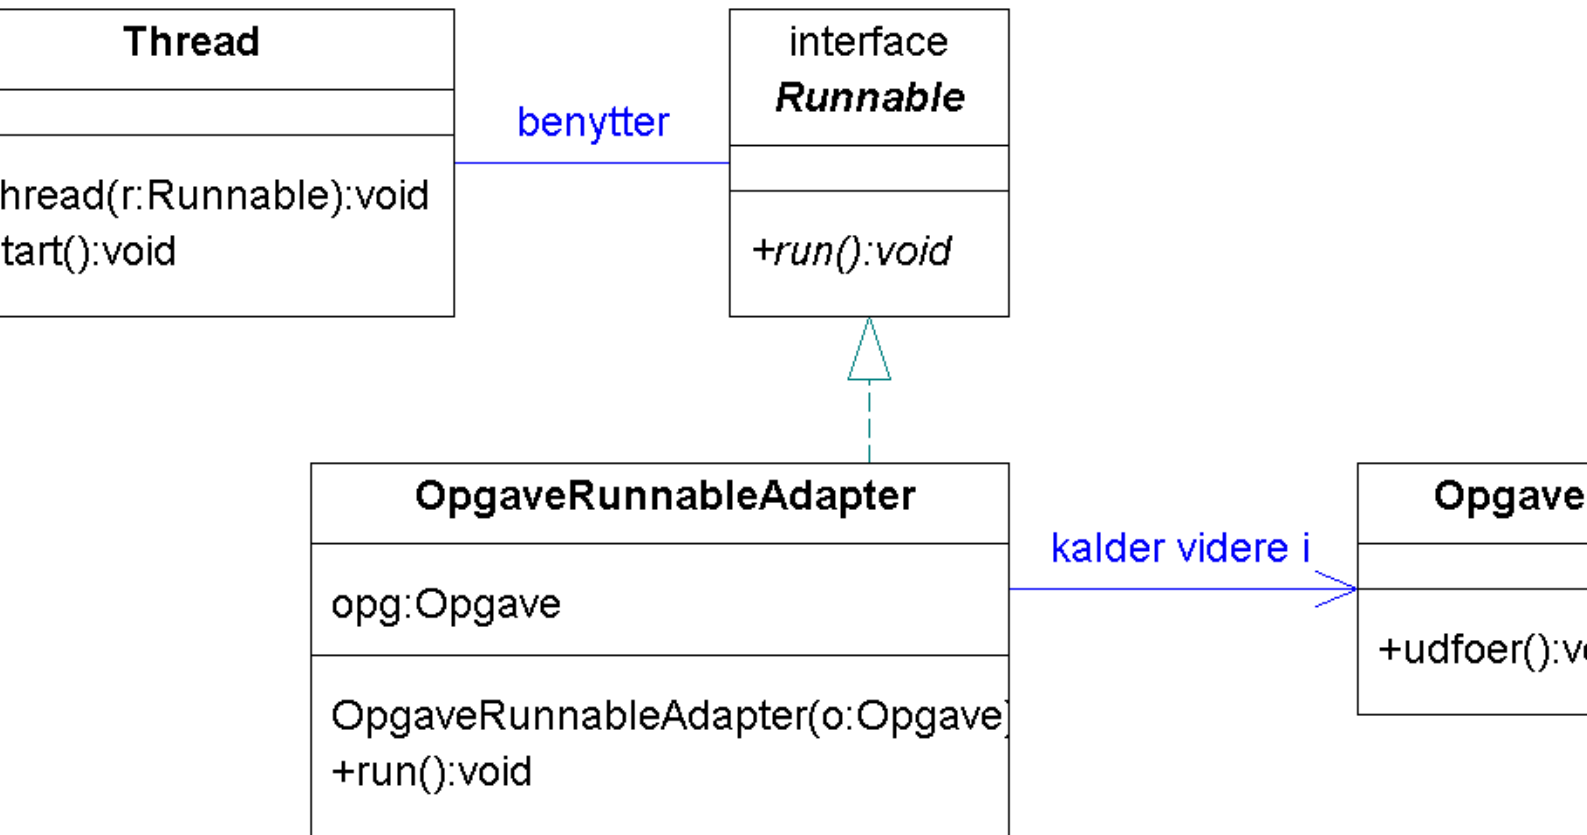 Thread
hread(r:Runnable):void
tart():void
benytter
interface
Runnable
+run():void
OpgaveRunnableAdapter
opg:Opgave
OpgaveRunnableAdapter(o:Opgave)
+run():void
kalder videre i
Opgave
+udfoer():v